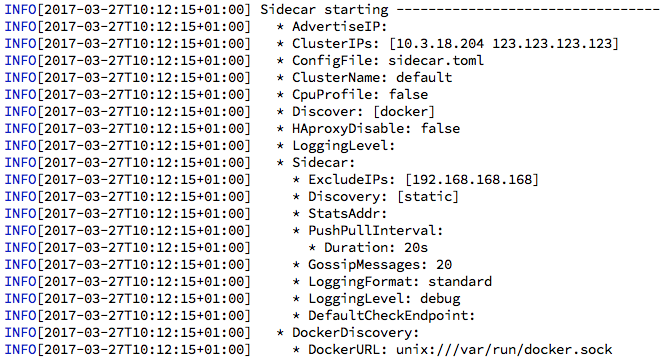 INFO[2017-03-27T10:12:15+01:00] Sidecar starting ---------------------------------
INFO[2017-03-27T10:12:15+01:00]   * AdvertiseIP:
INFO[2017-03-27T10:12:15+01:00]   * ClusterIPs: [10.3.18.204 123.123.123.123]
INFO[2017-03-27T10:12:15+01:00]   * ConfigFile: sidecar.toml
INFO[2017-03-27T10:12:15+01:00]   * ClusterName: default
INFO[2017-03-27T10:12:15+01:00]   * CpuProfile: false
INFO[2017-03-27T10:12:15+01:00]   * Discover: [docker]
INFO[2017-03-27T10:12:15+01:00]   * HAproxyDisable: false
INFO[2017-03-27T10:12:15+01:00]   * LoggingLevel:
INFO[2017-03-27T10:12:15+01:00]   * Sidecar:
INFO[2017-03-27T10:12:15+01:00]     * ExcludeIPs: [192.168.168.168]
INFO[2017-03-27T10:12:15+01:00]     * Discovery: [static]
INFO[2017-03-27T10:12:15+01:00]     * StatsAddr:
INFO[2017-03-27T10:12:15+01:00]     * PushPullInterval:
INFO[2017-03-27T10:12:15+01:00]       * Duration: 20s
INFO[2017-03-27T10:12:15+01:00]     * GossipMessages: 20
INFO[2017-03-27T10:12:15+01:00]     * LoggingFormat: standard
INFO[2017-03-27T10:12:15+01:00]     * LoggingLevel: debug
INFO[2017-03-27T10:12:15+01:00]     * DefaultCheckEndpoint:
INFO[2017-03-27T10:12:15+01:00]   * DockerDiscovery:
INFO[2017-03-27T10:12:15+01:00]     * DockerURL: unix:///var/run/docker.sock